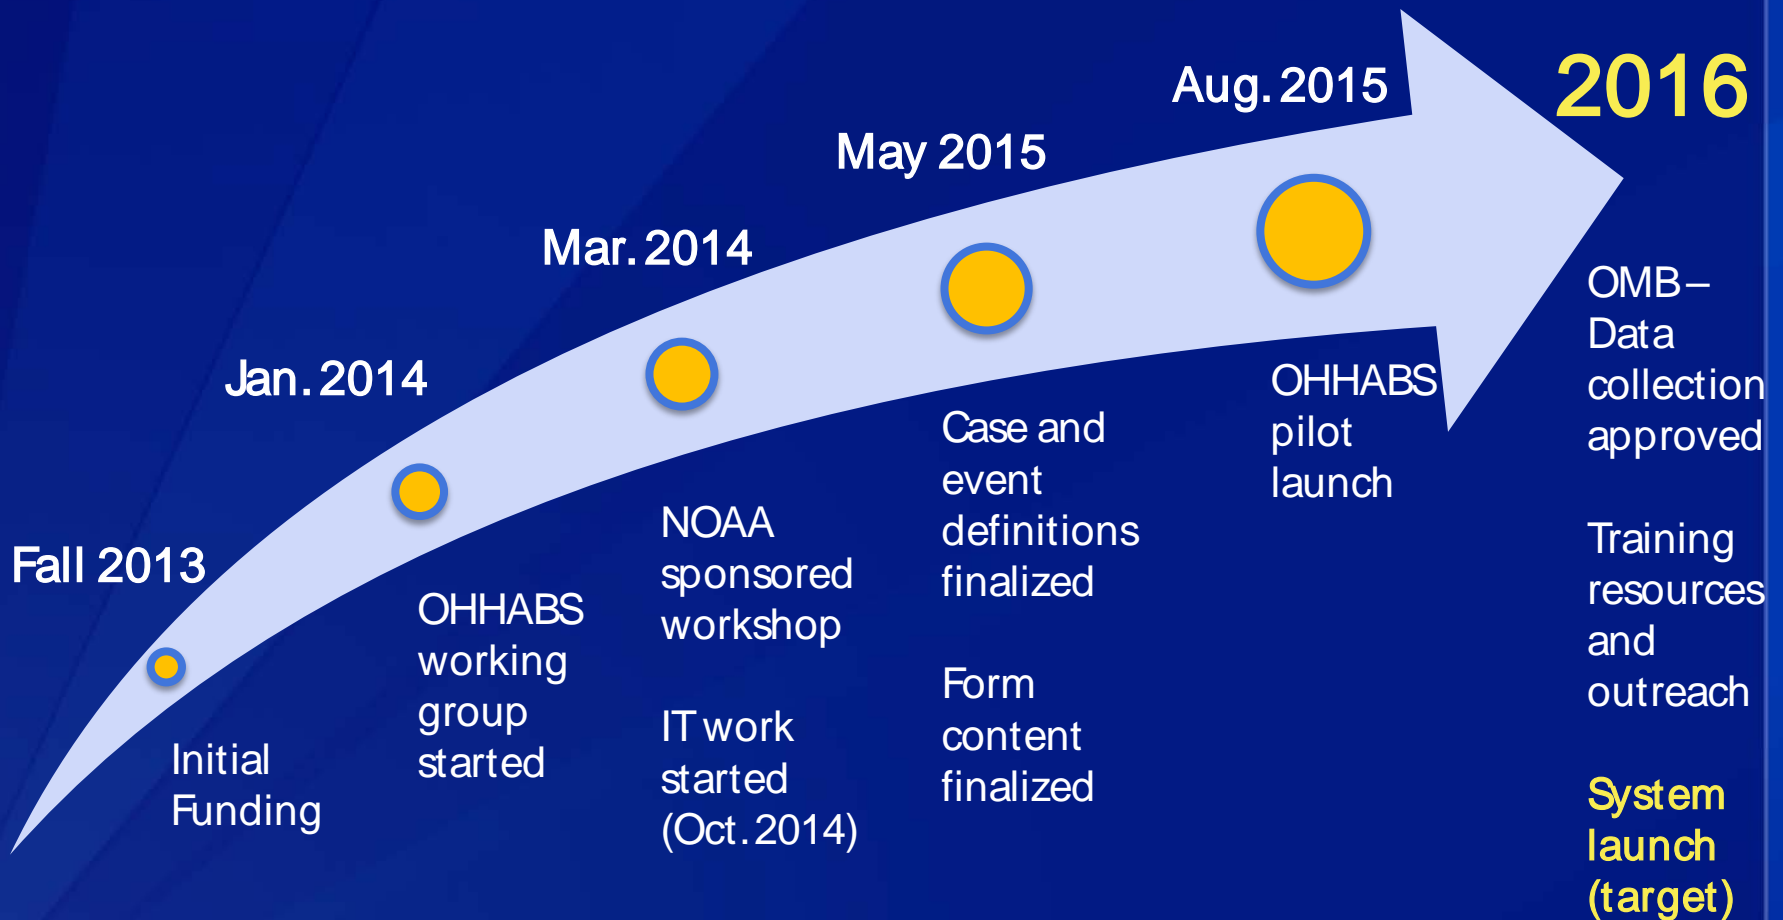 Fall 2013
Initial
Funding
Jan. 2014
OHHABS
working
group
started
Mar. 2014
NOAA
sponsored
workshop
IT work
started
(Oct. 2014)
May 2015
Case and
event
definitions
finalized
Form
content
finalized
Aug. 2015
OHHABS
pilot
launch
2016
OMB –
Data
collection
approved
Training
resources
and
outreach
System
launch
(target)